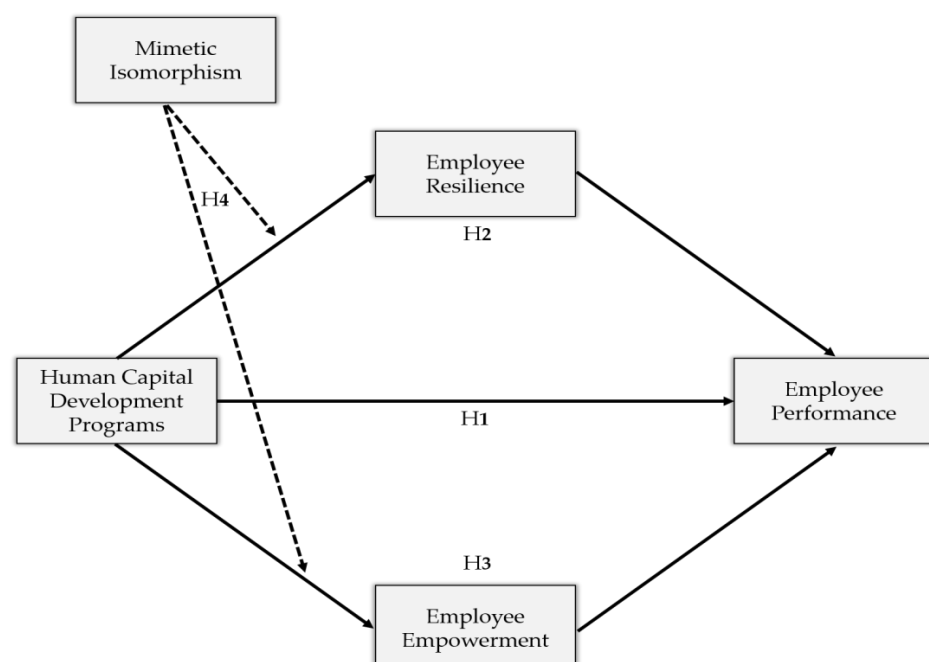 Mimetic
Isomorphism
Employee
Resilience
H4
H2
Human Capital
Development
Programs
H1
Employee
Performance
H3
Employee
Empowerment